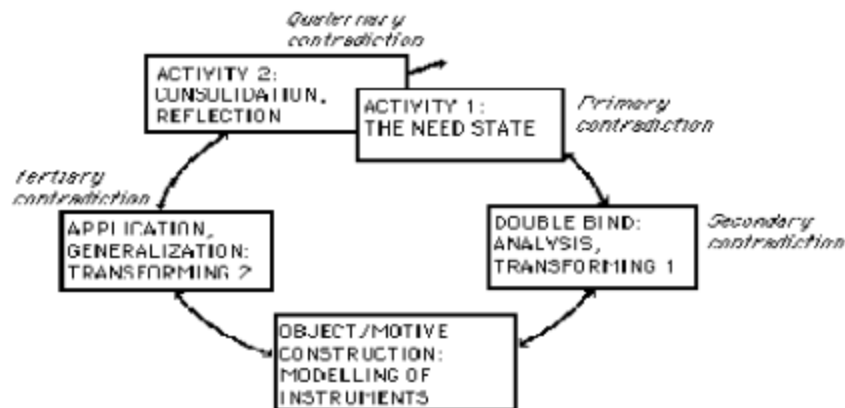 Quaternary
contradiction
ACTIVITY 2:
CONSOLIDATION,
REFLECTION
ACTIVITY 1:
THE NEED STATE
Primary
contradiction
Tertiary
contradiction
APPLICATION,
GENERALIZATION:
TRANSFORMING 2
DOUBLE BIND:
ANALYSIS,
TRANSFORMING 1
Secondary
contradiction
OBJECT/MOTIVE
CONSTRUCTION:
MODELLING OF
INSTRUMENTS